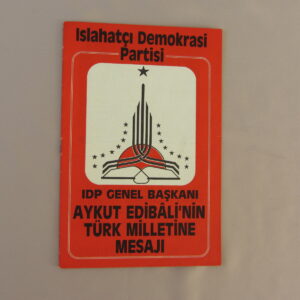 Islahatçı Demokrasi
Partisi
IDP GENEL BAŞKANI
AYKUT EDİBÂLİ'NİN
TÜRK MİLLETİNE
MESAJI